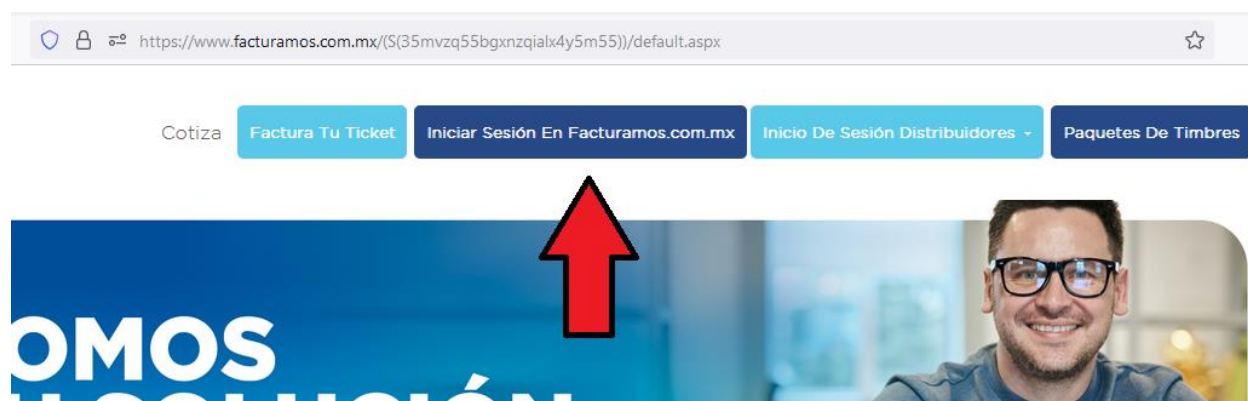 https://www.facturamos.com.mx/(S(35mvzq55bgxnzqialx4y5m55))/default.aspx
Cotiza Factura Tu Ticket Iniciar Sesión En Facturamos.com.mx Inicio De Sesión Distribuidores Paquetes De Timbres
OMOS
SOLUCIÓN